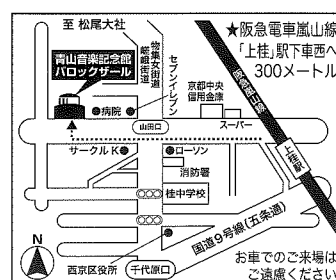 至 松尾大社
★阪急電車嵐山線
「上桂」駅下車西へ
300メートル
物集女街道
嵯峨街道
セブンイレブン
阪急嵐山線
青山音楽記念館
バロックザール
京都中央
信用金庫
病院
山田口
スーパー
サークルK
ローソン
上桂駅
消防署
桂中学校
国道9号線(五条通)
N
西京区役所
千代原口
お車でのご来場は
ご遠慮ください